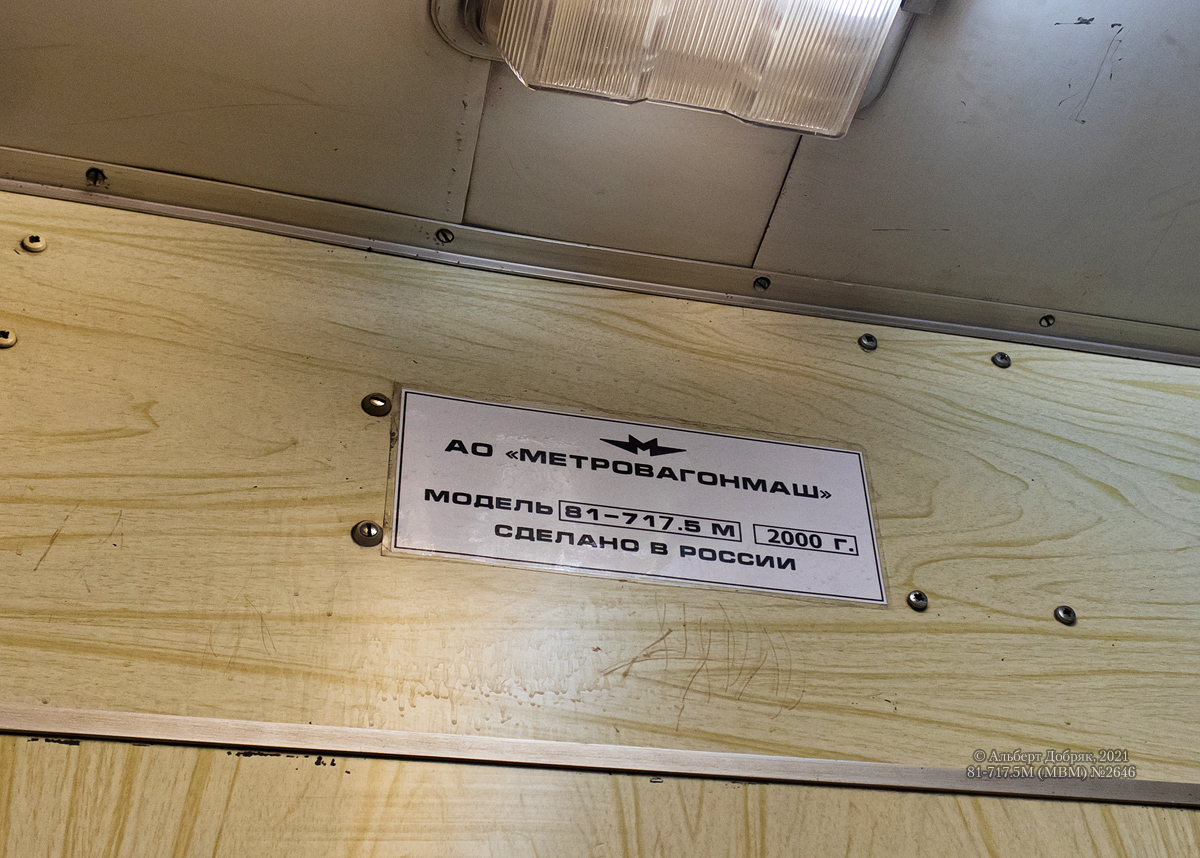 АО «МЕТРОВАГОНМАШ»
МОДЕЛЬ 81-717.5 М 2000 Г.
СДЕЛАНО В РОССИИ
© Альберт Добряк, 2021
81-717.5М (МВМ) №2646